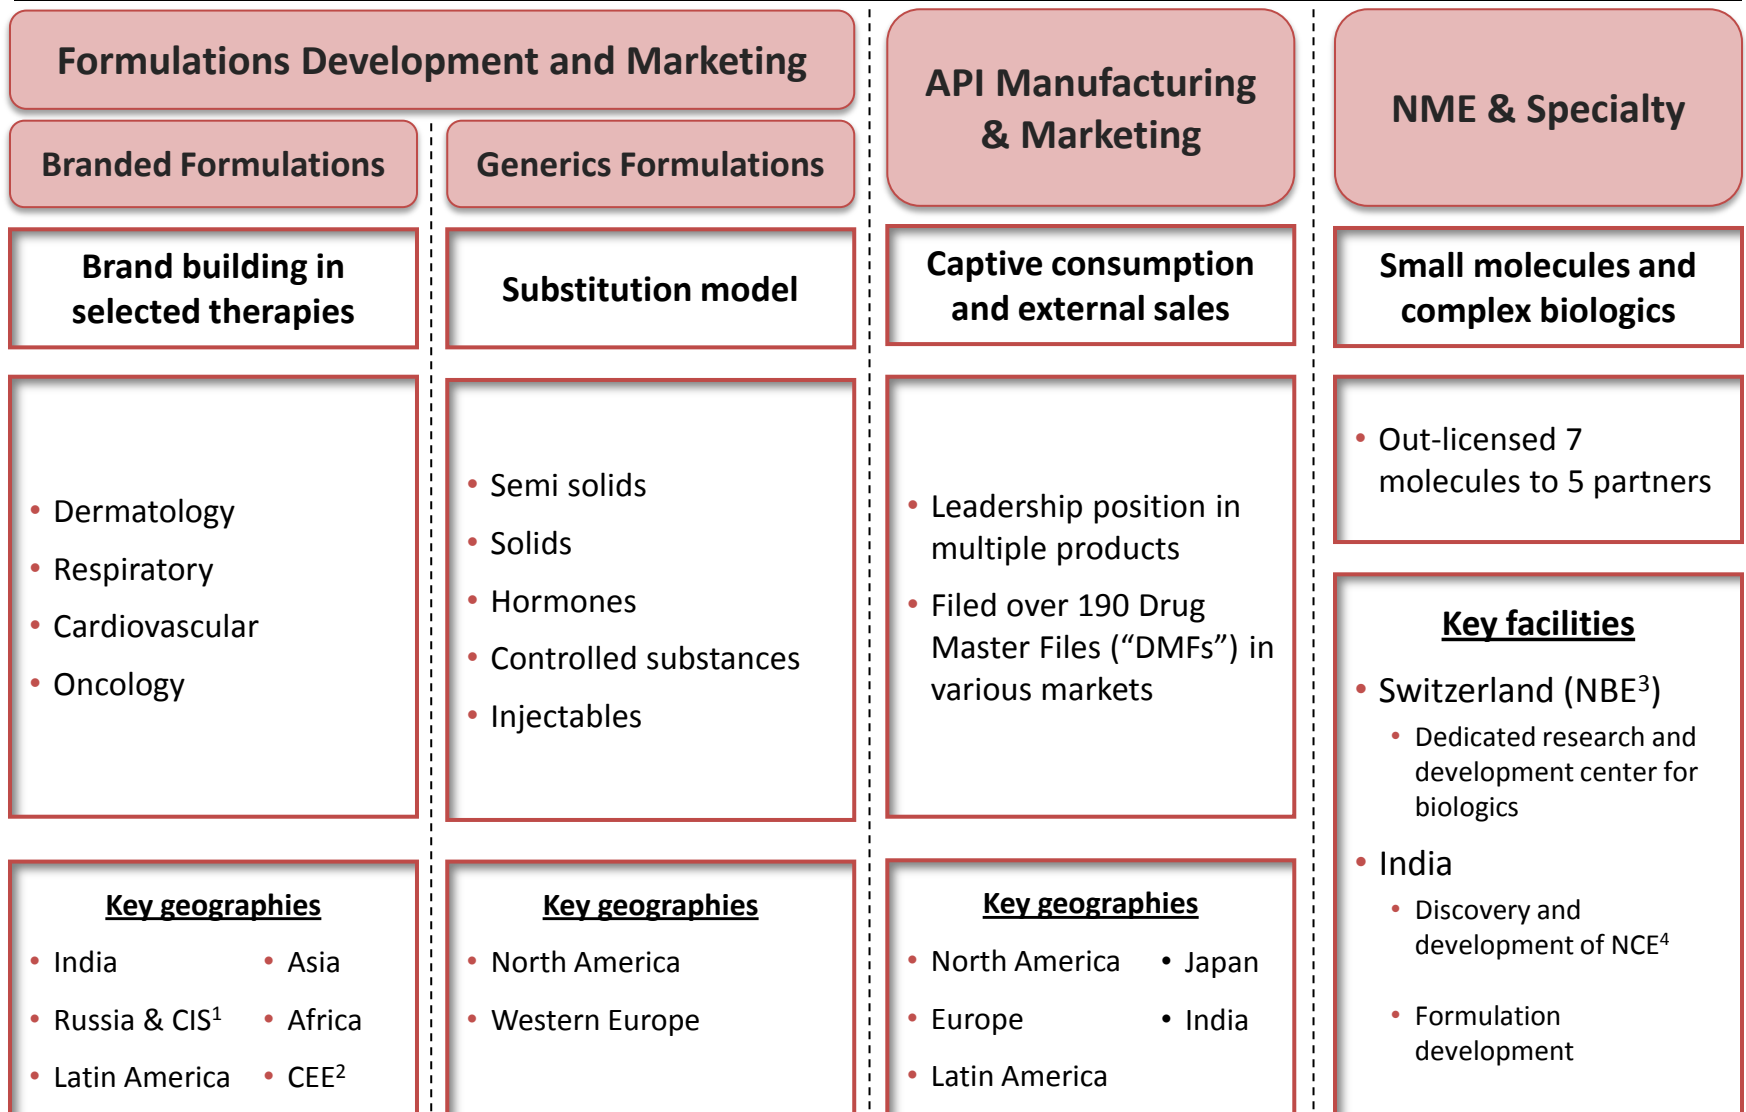 Formulations Development and Marketing
Branded Formulations
Brand building in
selected therapies
• Dermatology
• Respiratory
• Cardiovascular
• Oncology
Key geographies
• India
• Russia & CIS¹
• Latin America
• Asia
• Africa
• CEE²
Generics Formulations
Substitution model
• Semi solids
• Solids
• Hormones
• Controlled substances
• Injectables
Key geographies
• North America
• Western Europe
API Manufacturing
& Marketing
Captive consumption
and external sales
• Leadership position in
multiple products
• Filed over 190 Drug
Master Files (“DMFs”) in
various markets
Key geographies
• North America
• Europe
• Latin America
• Japan
• India
NME & Specialty
Small molecules and
complex biologics
• Out-licensed 7
molecules to 5 partners
Key facilities
• Switzerland (NBE³)
• Dedicated research and
development center for
biologics
• India
• Discovery and
development of NCE⁴
• Formulation
development